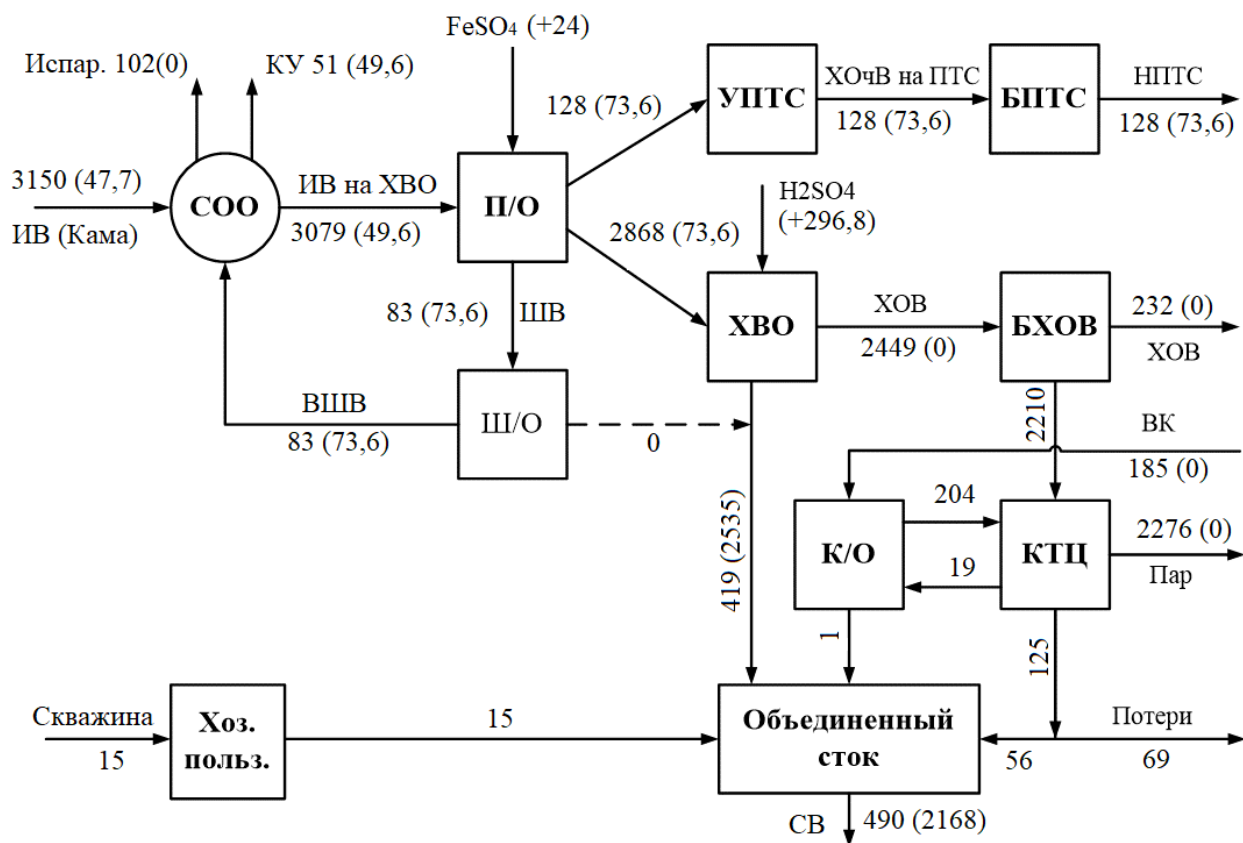 FeSO4 (+24)
Испар. 102(0)
КУ 51 (49,6)
128 (73,6)
УПТС
ХОчВ на ПТС
128 (73,6)
БПТС
НПТС
128 (73,6)
3150 (47,7)
ИВ (Кама)
СОО
ИВ на ХВО
3079 (49,6)
П/О
H2SO4
(+296,8)
2868 (73,6)
83 (73,6)
ШВ
ХВО
ХОВ
2449 (0)
БХОВ
232 (0)
ХОВ
ВШВ
83 (73,6)
Ш/О
0
2210
ВК
185 (0)
419 (2535)
К/О
204
19
КТЦ
2276 (0)
Пар
1
125
Скважина
15
Хоз.
польз.
15
Объединенный
сток
56
Потери
69
СВ
490 (2168)